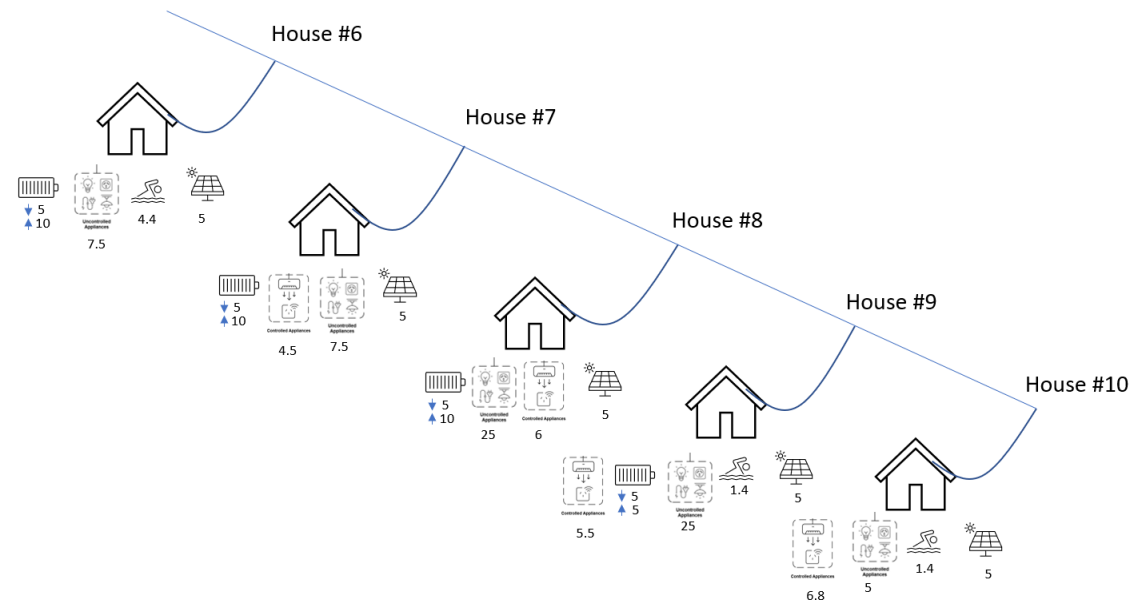 House #6
5
10
Uncontrolled
Appliances
7.5
4.4
5
House #7
5
10
Controlled Appliances
4.5
Uncontrolled
Appliances
7.5
5
House #8
5
10
Uncontrolled
Appliances
25
Controlled Appliances
6
5
House #9
Controlled Appliances
5.5
5
5
Uncontrolled
Appliances
25
1.4
5
House #10
Controlled Appliances
6.8
Uncontrolled
Appliances
5
1.4
5